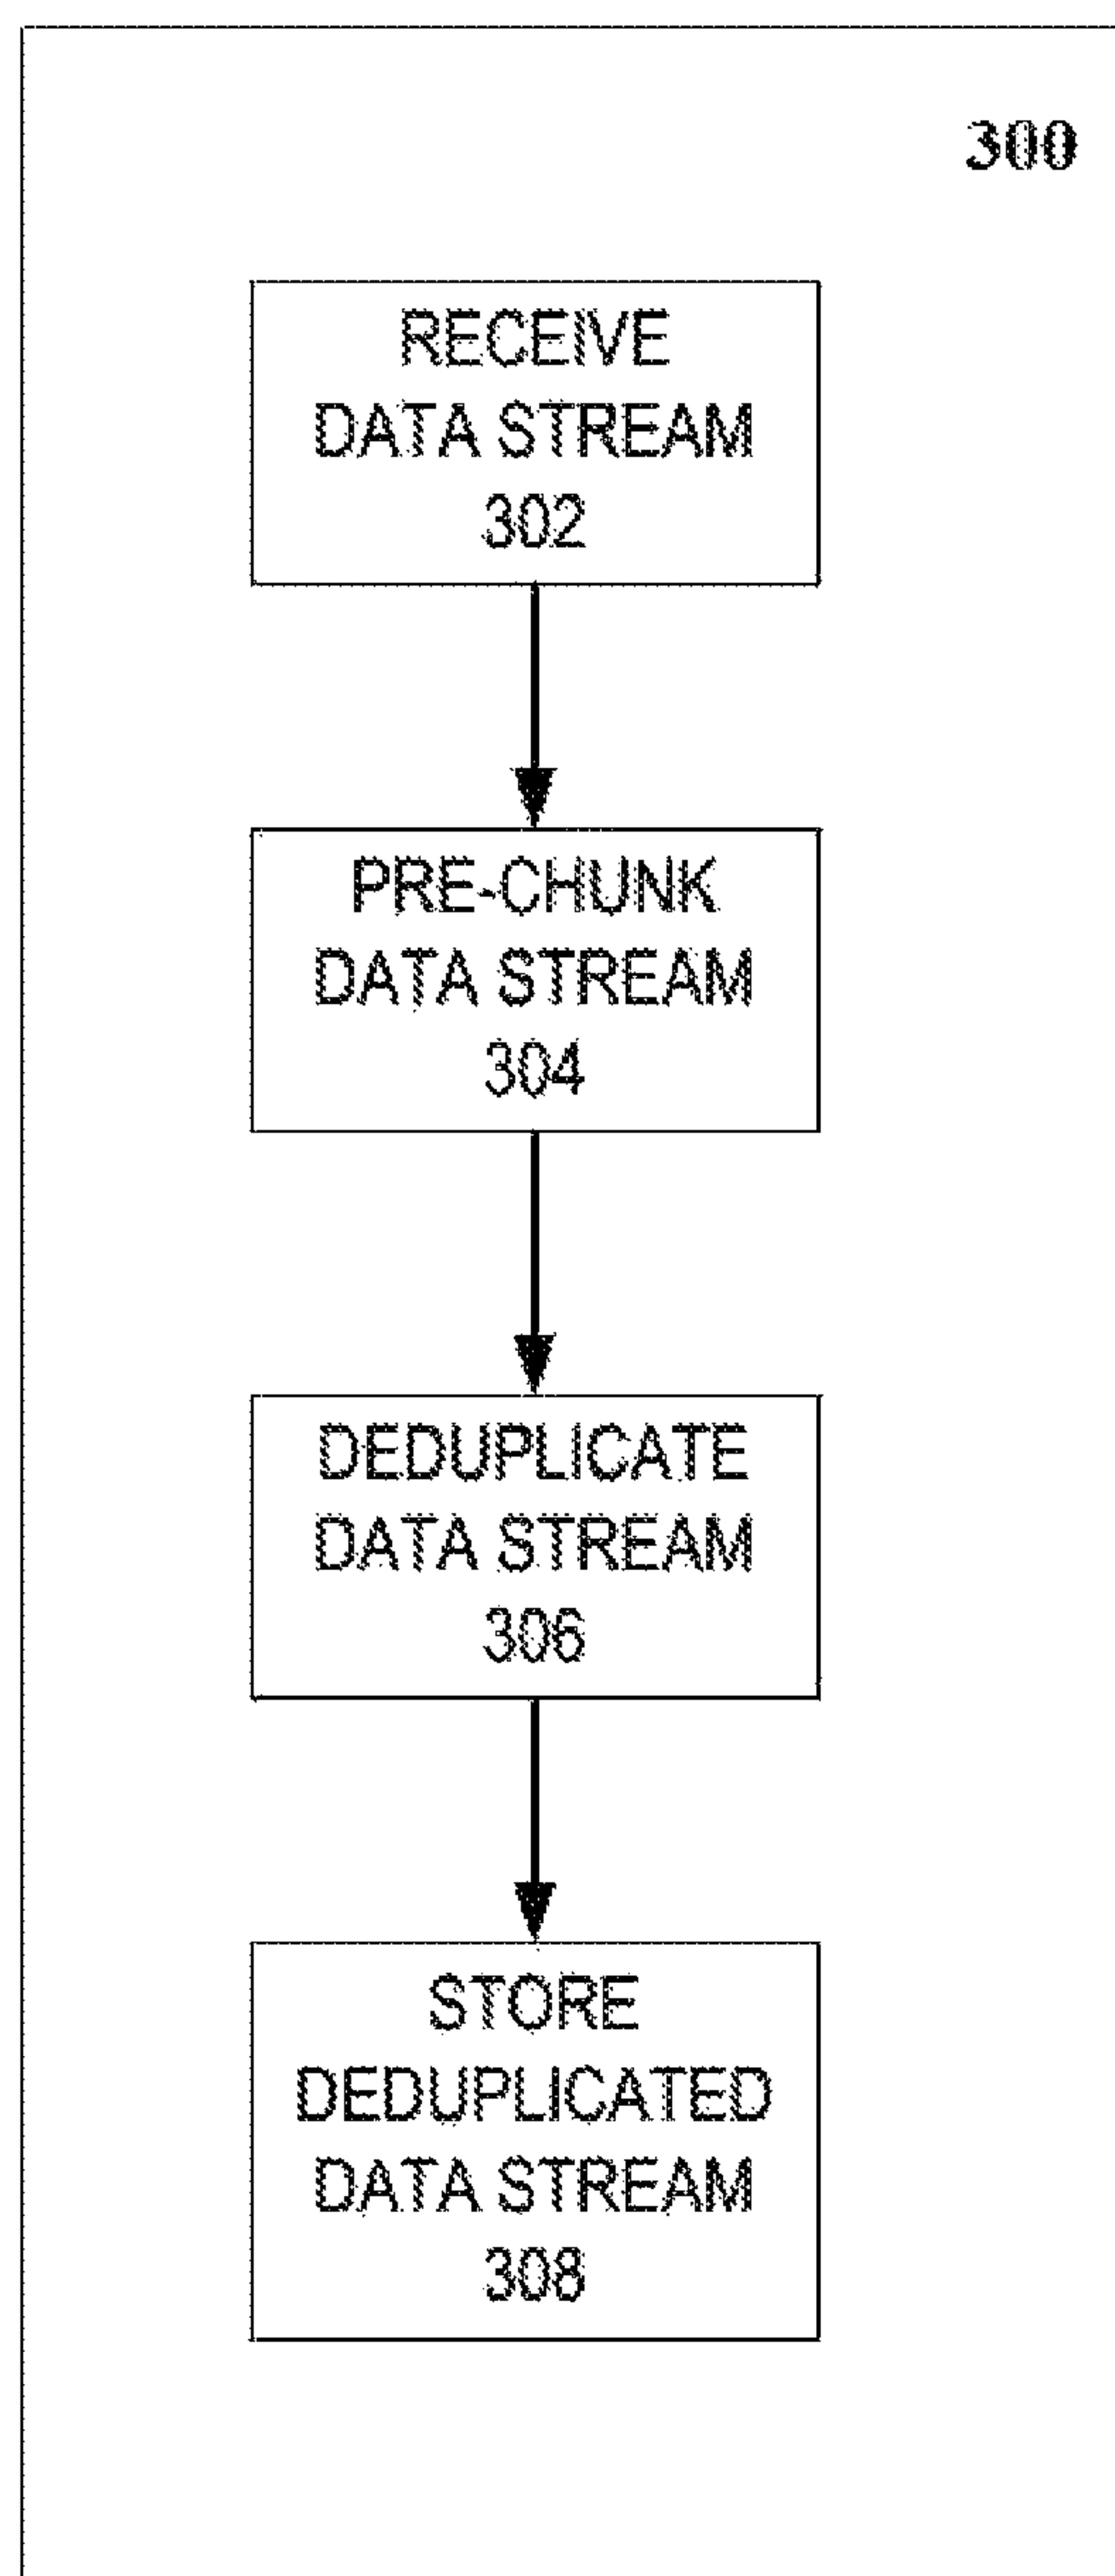 300
RECEIVE
DATA STREAM
302
PRE-CHUNK
DATA STREAM
304
DEDUPLICATE
DATA STREAM
306
STORE
DEDUPLICATED
DATA STREAM
308